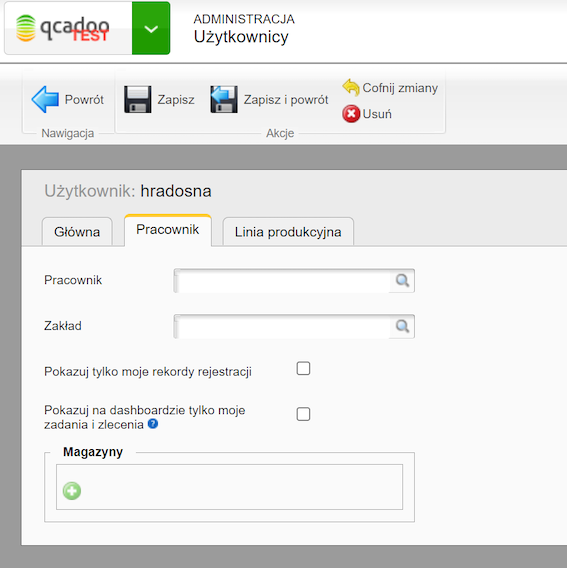 qcadoo
TEST
ADMINISTRACJA
Użytkownicy
Powrót
Zapisz
Zapisz i powrót
Cofnij zmiany
Usuń
Nawigacja
Akcje
Użytkownik: hradosna
Główna
Pracownik
Linia produkcyjna
Pracownik
Zakład
Pokazuj tylko moje rekordy rejestracji
Pokazuj na dashboardzie tylko moje
zadania i zlecenia ?
Magazyny